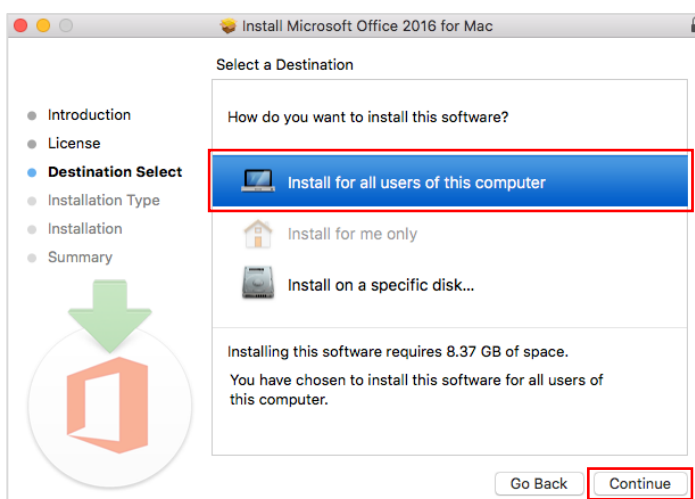 Install Microsoft Office 2016 for Mac
Select a Destination
Introduction
License
Destination Select
Installation Type
Installation
Summary
How do you want to install this software?
Install for all users of this computer
Install for me only
Install on a specific disk...
Installing this software requires 8.37 GB of space.
You have chosen to install this software for all users of
this computer.
Go Back
Continue